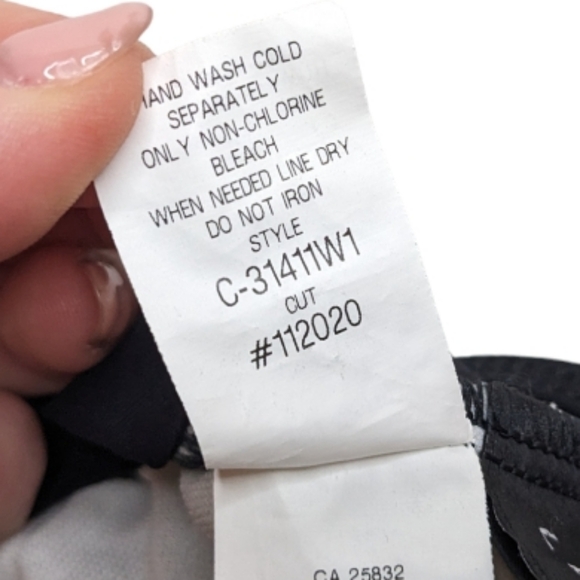 HAND WASH COLD
SEPARATELY
ONLY NON-CHLORINE
BLEACH
WHEN NEEDED LINE DRY
DO NOT IRON
STYLE
C-31411W1
CUT
#112020
CA 25832